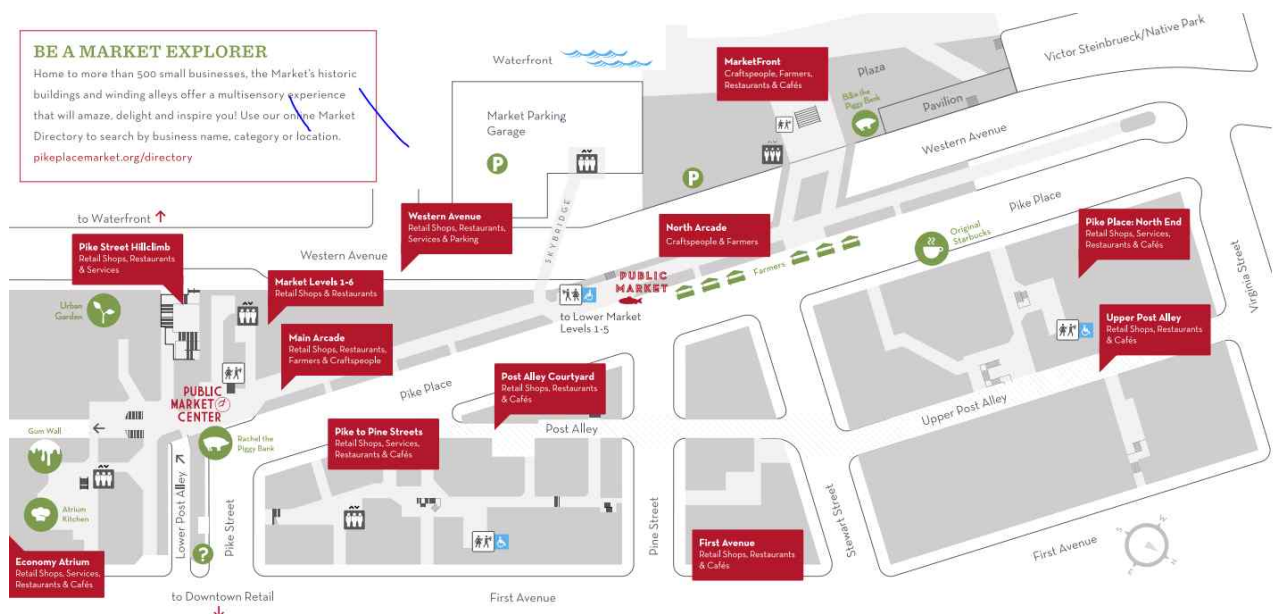 BE A MARKET EXPLORER
Home to more than 500 small businesses, the Market's historic
buildings and winding alleys offer a multisensory experience
that will amaze, delight and inspire you! Use our online Market
Directory to search by business name, category or location.
pikeplacemarket.org/directory
Waterfront
MarketFront
Craftspeople, Farmers,
Restaurants & Cafés
Plaza
Victor Steinbrueck/Native Park
Billie the
Piggy Bank
Pavilion
Market Parking
Garage
P
P
Western Avenue
SKYBRIDGE
to Waterfront
Western Avenue
Retail Shops, Restaurants,
Services & Parking
North Arcade
Craftspeople & Farmers
Pike Place
Original
Starbucks
Pike Place: North End
Retail Shops, Services,
Restaurants & Cafés
Virginia Street
Pike Street Hillclimb
Retail Shops, Restaurants
& Services
Western Avenue
Market Levels 1-6
Retail Shops & Restaurants
PUBLIC
MARKET
Farmers
Urban
Garden
to Lower Market
Levels 1-5
Upper Post Alley
Retail Shops, Restaurants
& Cafés
Main Arcade
Retail Shops, Restaurants,
Farmers & Craftspeople
Pike Place
Post Alley Courtyard
Retail Shops, Restaurants
& Cafés
PUBLIC
MARKET
CENTER
Upper Post Alley
Gum Wall
Rachel the
Piggy Bank
Pike to Pine Streets
Retail Shops, Services,
Restaurants & Cafés
Post Alley
Atrium
Kitchen
Lower Post Alley
Pike Street
?
Pine Street
Stewart Street
First Avenue
Retail Shops, Restaurants
& Cafés
First Avenue
Economy Atrium
Retail Shops, Services,
Restaurants & Cafés
to Downtown Retail
First Avenue